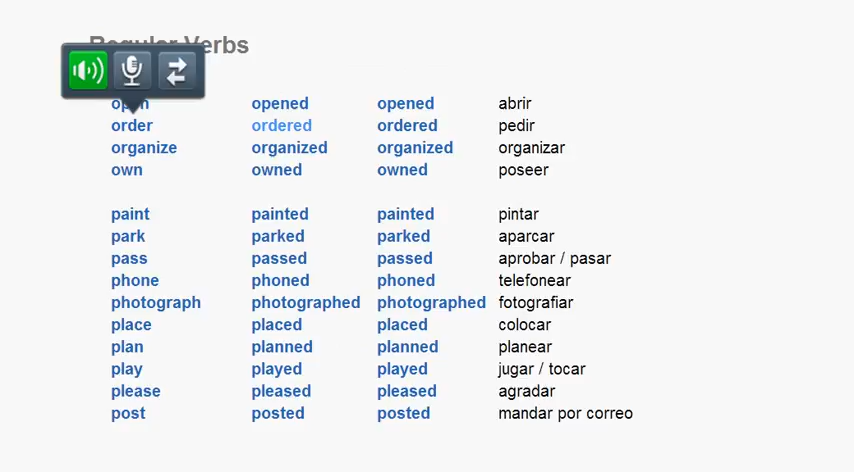 Regular Verbs
open opened opened abrir
order ordered ordered pedir
organize organized organized organizar
own owned owned poseer
paint painted painted pintar
park parked parked aparcar
pass passed passed aprobar / pasar
phone phoned phoned telefonear
photograph photographed photographed fotografiar
place placed placed colocar
plan planned planned planear
play played played jugar / tocar
please pleased pleased agradar
post posted posted mandar por correo